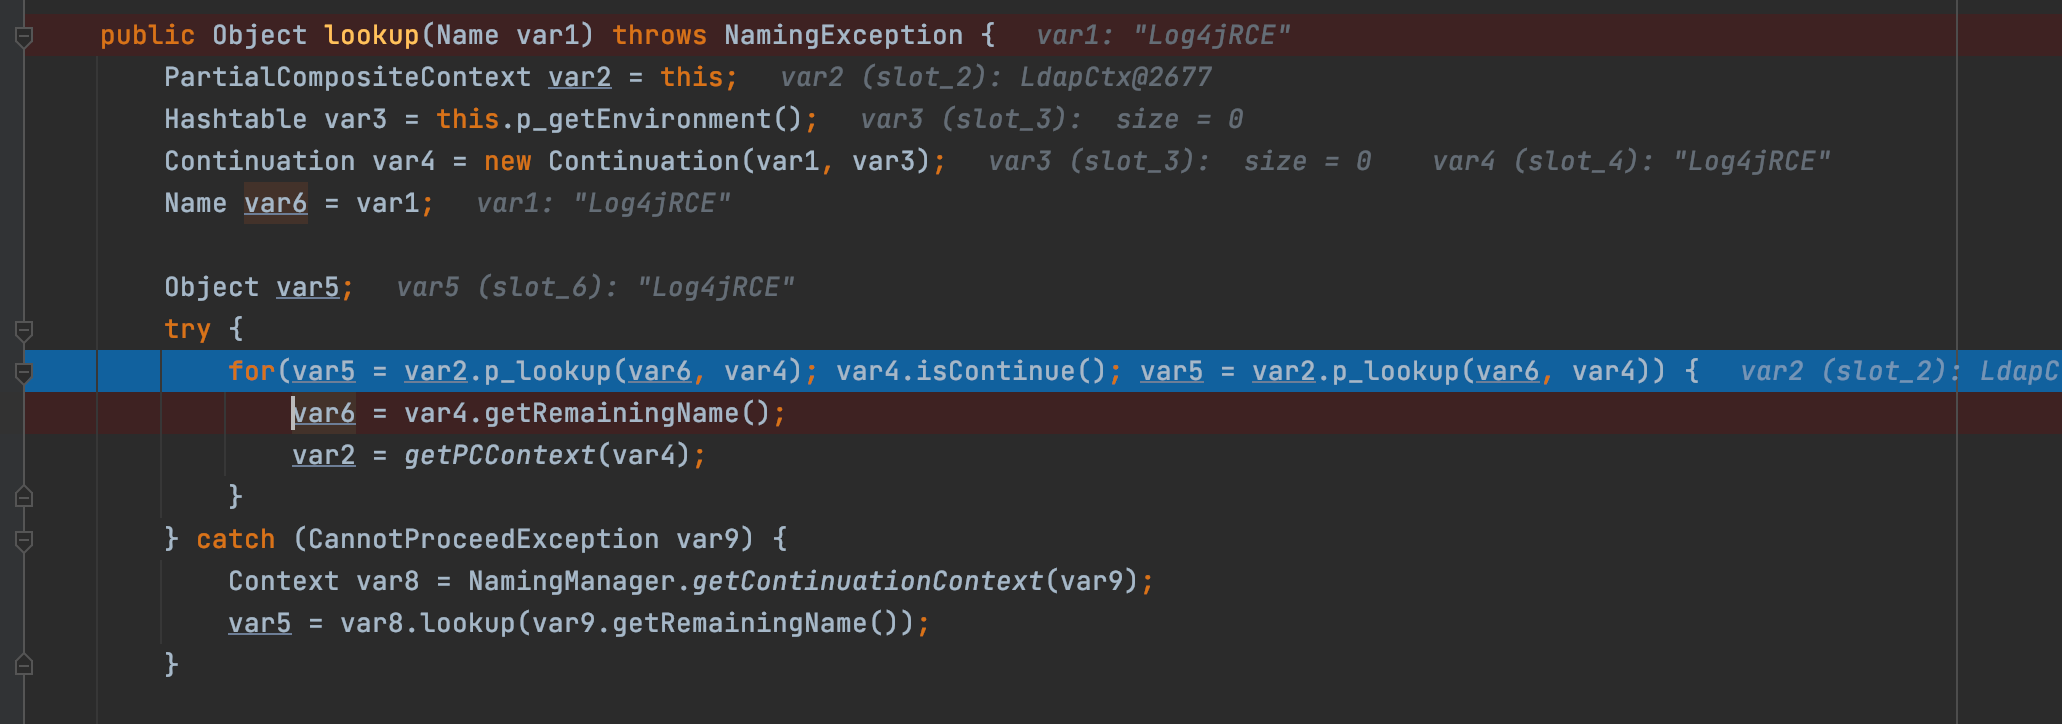 public Object lookup(Name var1) throws NamingException {   var1: "Log4jRCE"
    PartialCompositeContext var2 = this;   var2 (slot_2): LdapCtx@2677
    Hashtable var3 = this.p_getEnvironment();   var3 (slot_3):  size = 0
    Continuation var4 = new Continuation(var1, var3);   var3 (slot_3):  size = 0    var4 (slot_4): "Log4jRCE"
    Name var6 = var1;   var1: "Log4jRCE"
    Object var5;   var5 (slot_6): "Log4jRCE"
    try {
        for(var5 = var2.p_lookup(var6, var4); var4.isContinue(); var5 = var2.p_lookup(var6, var4)) {   var2 (slot_2): LdapC
            var6 = var4.getRemainingName();
            var2 = getPCContext(var4);
        }
    } catch (CannotProceedException var9) {
        Context var8 = NamingManager.getContinuationContext(var9);
        var5 = var8.lookup(var9.getRemainingName());
    }